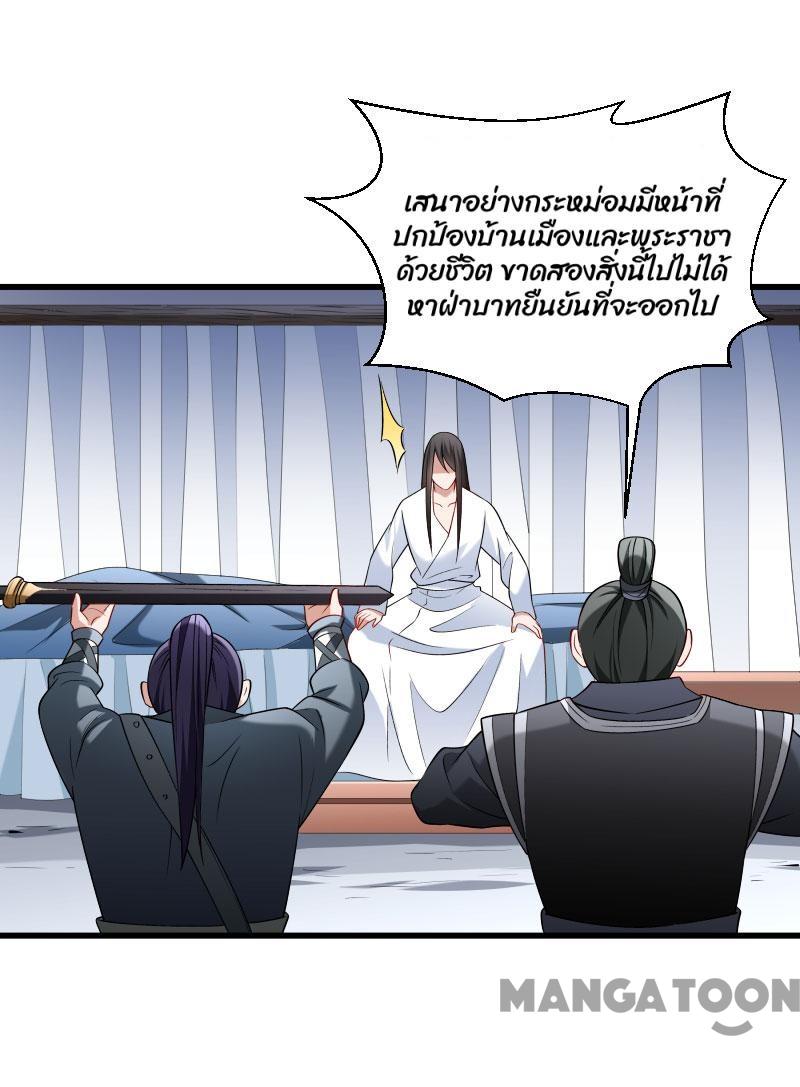 เสนาอย่างกระหม่อมมีหน้าที่
ปกป้องบ้านเมืองและพระราชา
ด้วยชีวิต ขาดสองสิ่งนี้ไปไม่ได้
หาฝ่าบาทยืนยันที่จะออกไป
MANGATOON